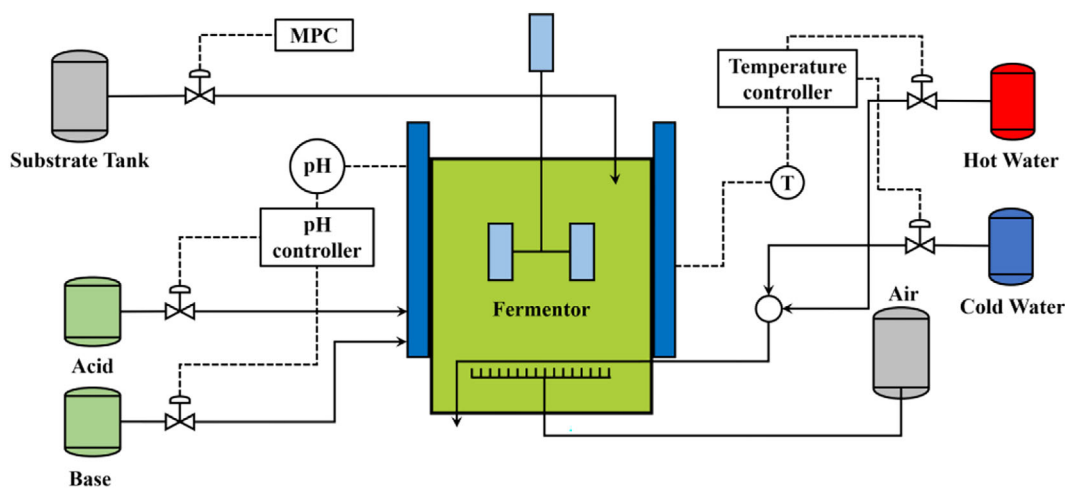 MPC
Substrate Tank
Temperature
controller
Hot Water
pH
T
pH
controller
Fermentor
Air
Cold Water
Acid
Base